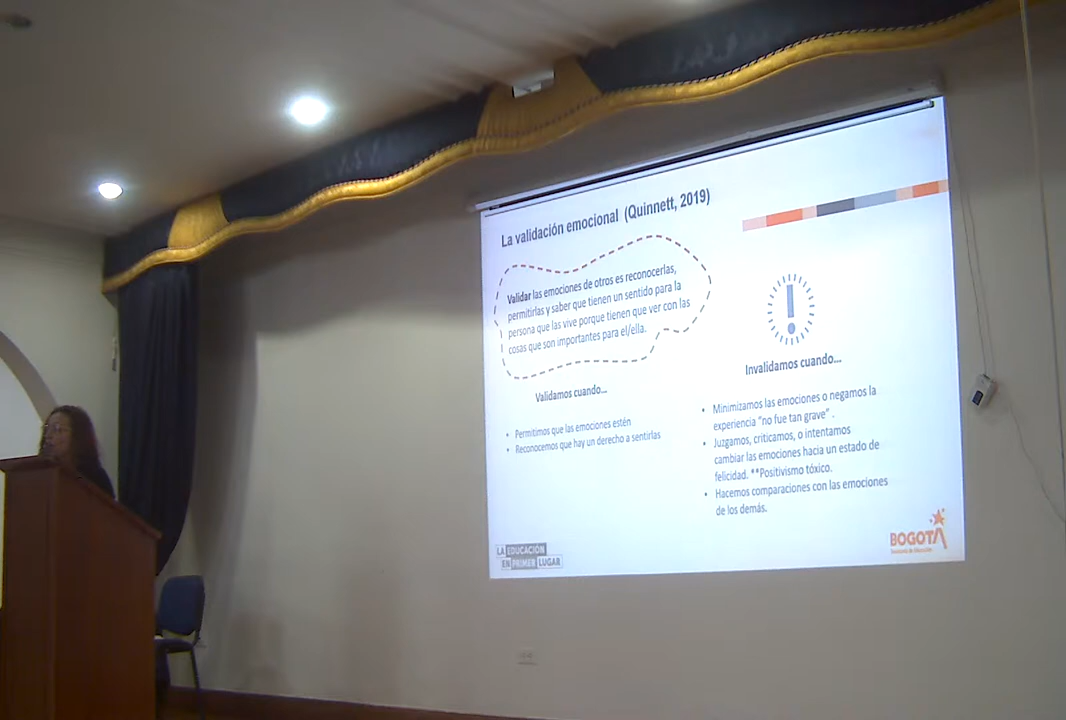 La validación emocional (Quinnett, 2019)
Validar las emociones de otros es reconocerlas,
permitirlas y saber que tienen un sentido para la
persona que las vive porque tienen que ver con las
cosas que son importantes para el/ella.
Validamos cuando...
• Permitimos que las emociones estén
• Reconocemos que hay un derecho a sentirlas
!
Invalidamos cuando...
• Minimizamos las emociones o negamos la
experiencia "no fue tan grave" .
• Juzgamos, criticamos, o intentamos
cambiar las emociones hacia un estado de
felicidad. **Positivismo tóxico.
• Hacemos comparaciones con las emociones
de los demás.
LA EDUCACIÓN
EN PRIMER LUGAR
BOGOTÁ